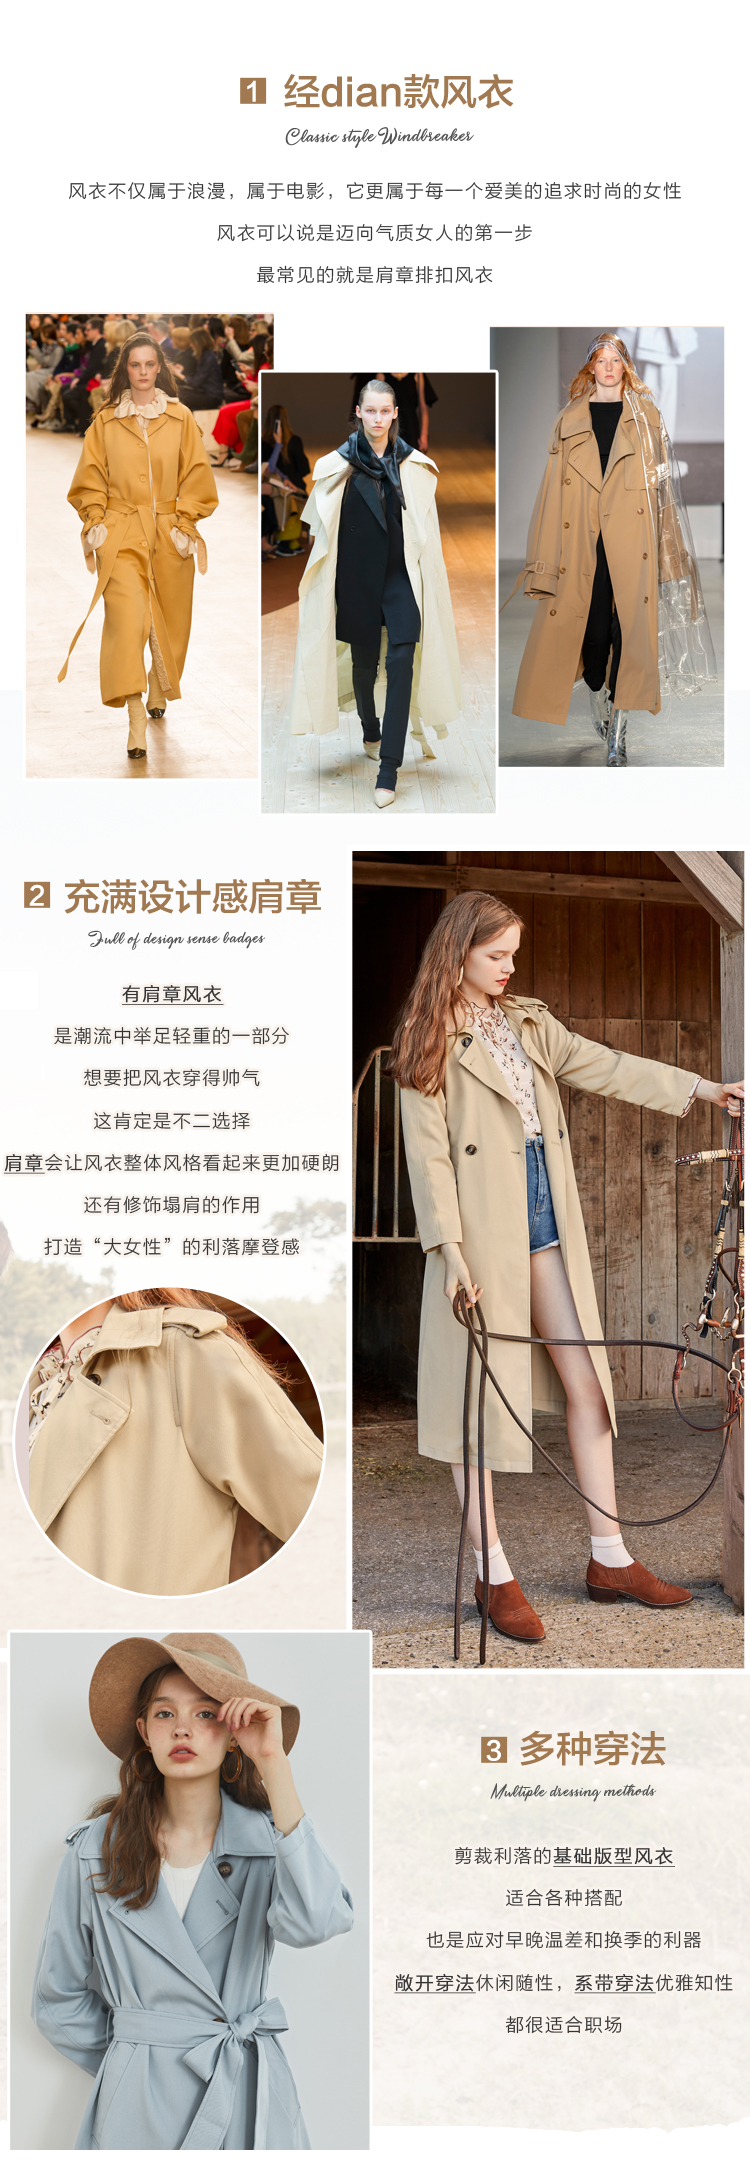 1 经dian款风衣
Classic style Windbreaker
风衣不仅属于浪漫，属于电影，它更属于每一个爱美的追求时尚的女性
风衣可以说是迈向气质女人的第一步
最常见的就是肩章排扣风衣
2 充满设计感肩章
Full of design sense badges
有肩章风衣
是潮流中举足轻重的一部分
想要把风衣穿得帅气
这肯定是不二选择
肩章会让风衣整体风格看起来更加硬朗
还有修饰塌肩的作用
打造“大女性”的利落摩登感
3 多种穿法
Multiple dressing methods
剪裁利落的基础版型风衣
适合各种搭配
也是应对早晚温差和换季的利器
敞开穿法休闲随性，系带穿法优雅知性
都很适合职场